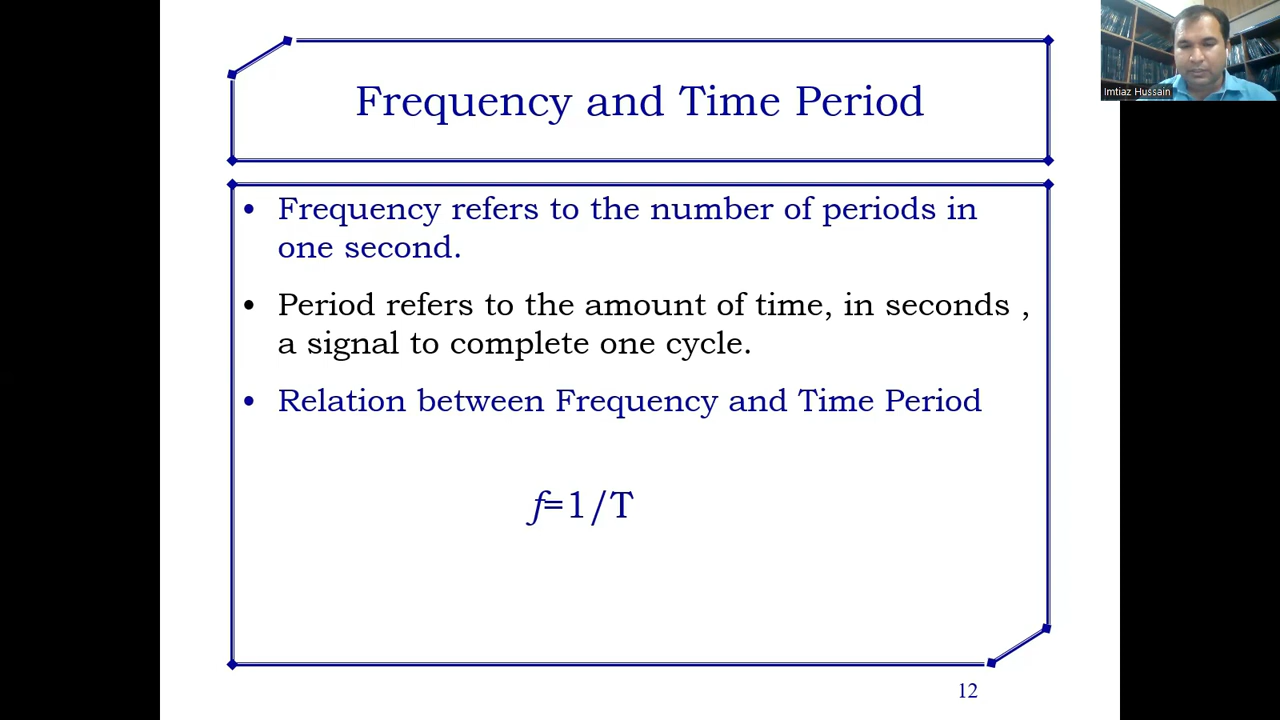 Frequency and Time Period
• Frequency refers to the number of periods in
one second.
• Period refers to the amount of time, in seconds ,
a signal to complete one cycle.
• Relation between Frequency and Time Period
f=1/T
12
Imtiaz Hussain